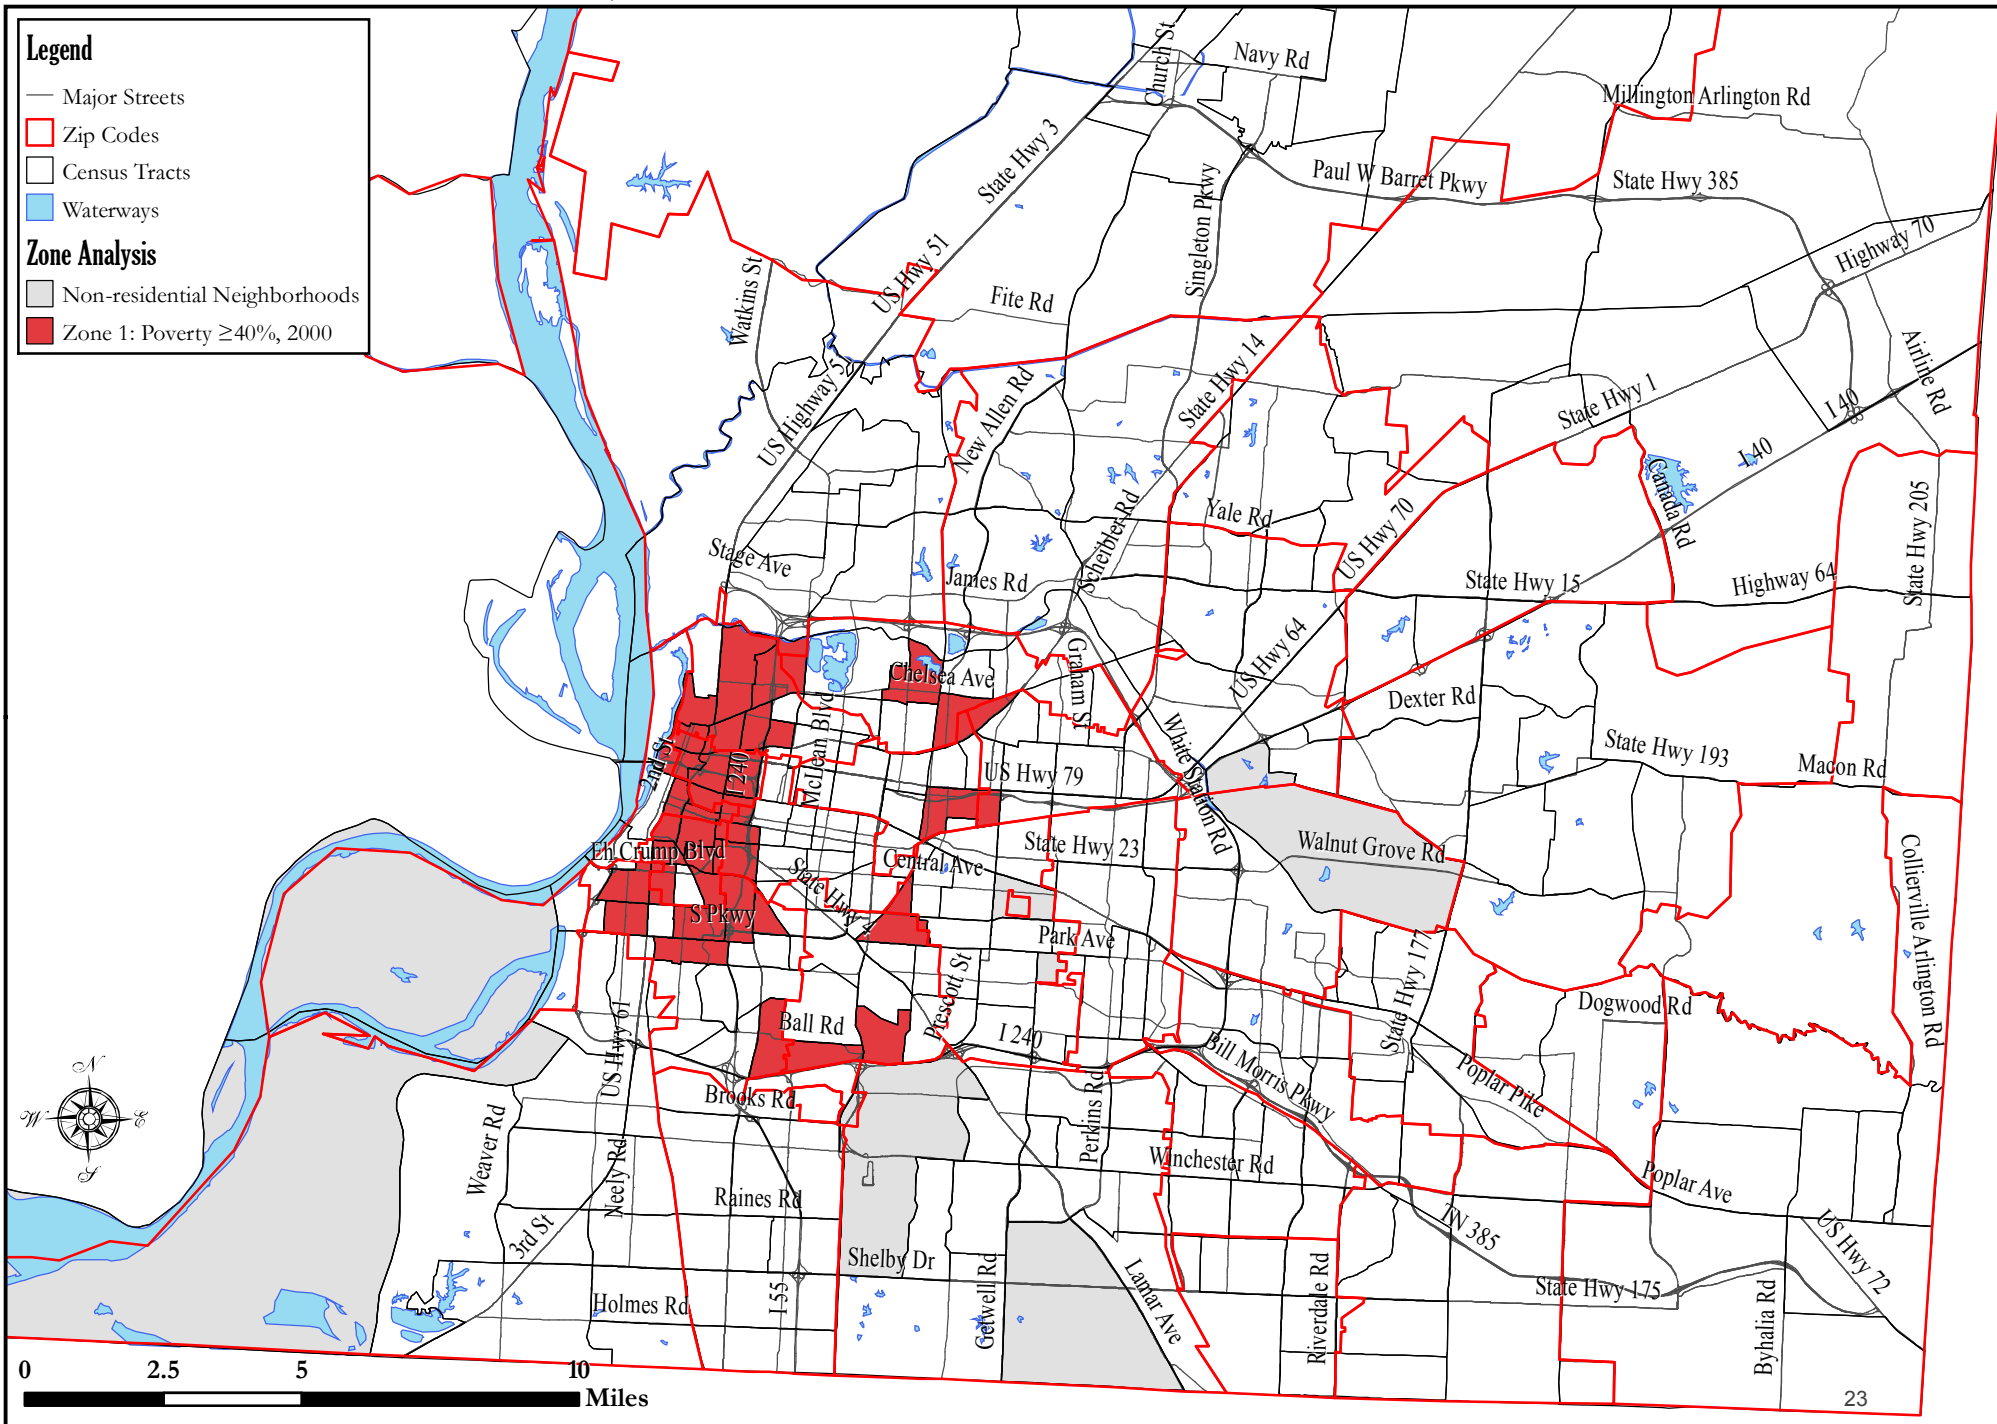 Legend
Major Streets
Zip Codes
Census Tracts
Waterways
Zone Analysis
Non-residential Neighborhoods
Zone 1: Poverty ≥40%, 2000
Church St
Navy Rd
Millington Arlington Rd
State Hwy 3
Paul W Barret Pkwy
State Hwy 385
Singleton Pkwy
Highway 70
US Hwy 51
Watkins St
Fite Rd
Airline Rd
State Hwy 14
US Highway 5
New Allen Rd
State Hwy 1
I 40
I 40
Canada Rd
State Hwy 205
Scheibler Rd
Yale Rd
US Hwy 70
Stage Ave
James Rd
State Hwy 15
Highway 64
US Hwy 64
Graham St
Chelsea Ave
Dexter Rd
McLean Blvd
2nd St
I 240
US Hwy 79
White Station Rd
State Hwy 193
Macon Rd
Eh Crump Blvd
Central Ave
State Hwy 23
Walnut Grove Rd
State Hwy 4
S Pkwy
Park Ave
Collierville Arlington Rd
State Hwy 177
Prescott St
Dogwood Rd
Ball Rd
I 240
US Hwy 61
Bill Morris Pkwy
Poplar Pike
Brooks Rd
Perkins Rd
Weaver Rd
Neely Rd
Winchester Rd
Raines Rd
Poplar Ave
3rd St
TN 385
US Hwy 72
Shelby Dr
Getwell Rd
Lamar Ave
Riverdale Rd
State Hwy 175
Byhalia Rd
Holmes Rd
I 55
N
W
E
S
0 2.5 5 10
Miles
23